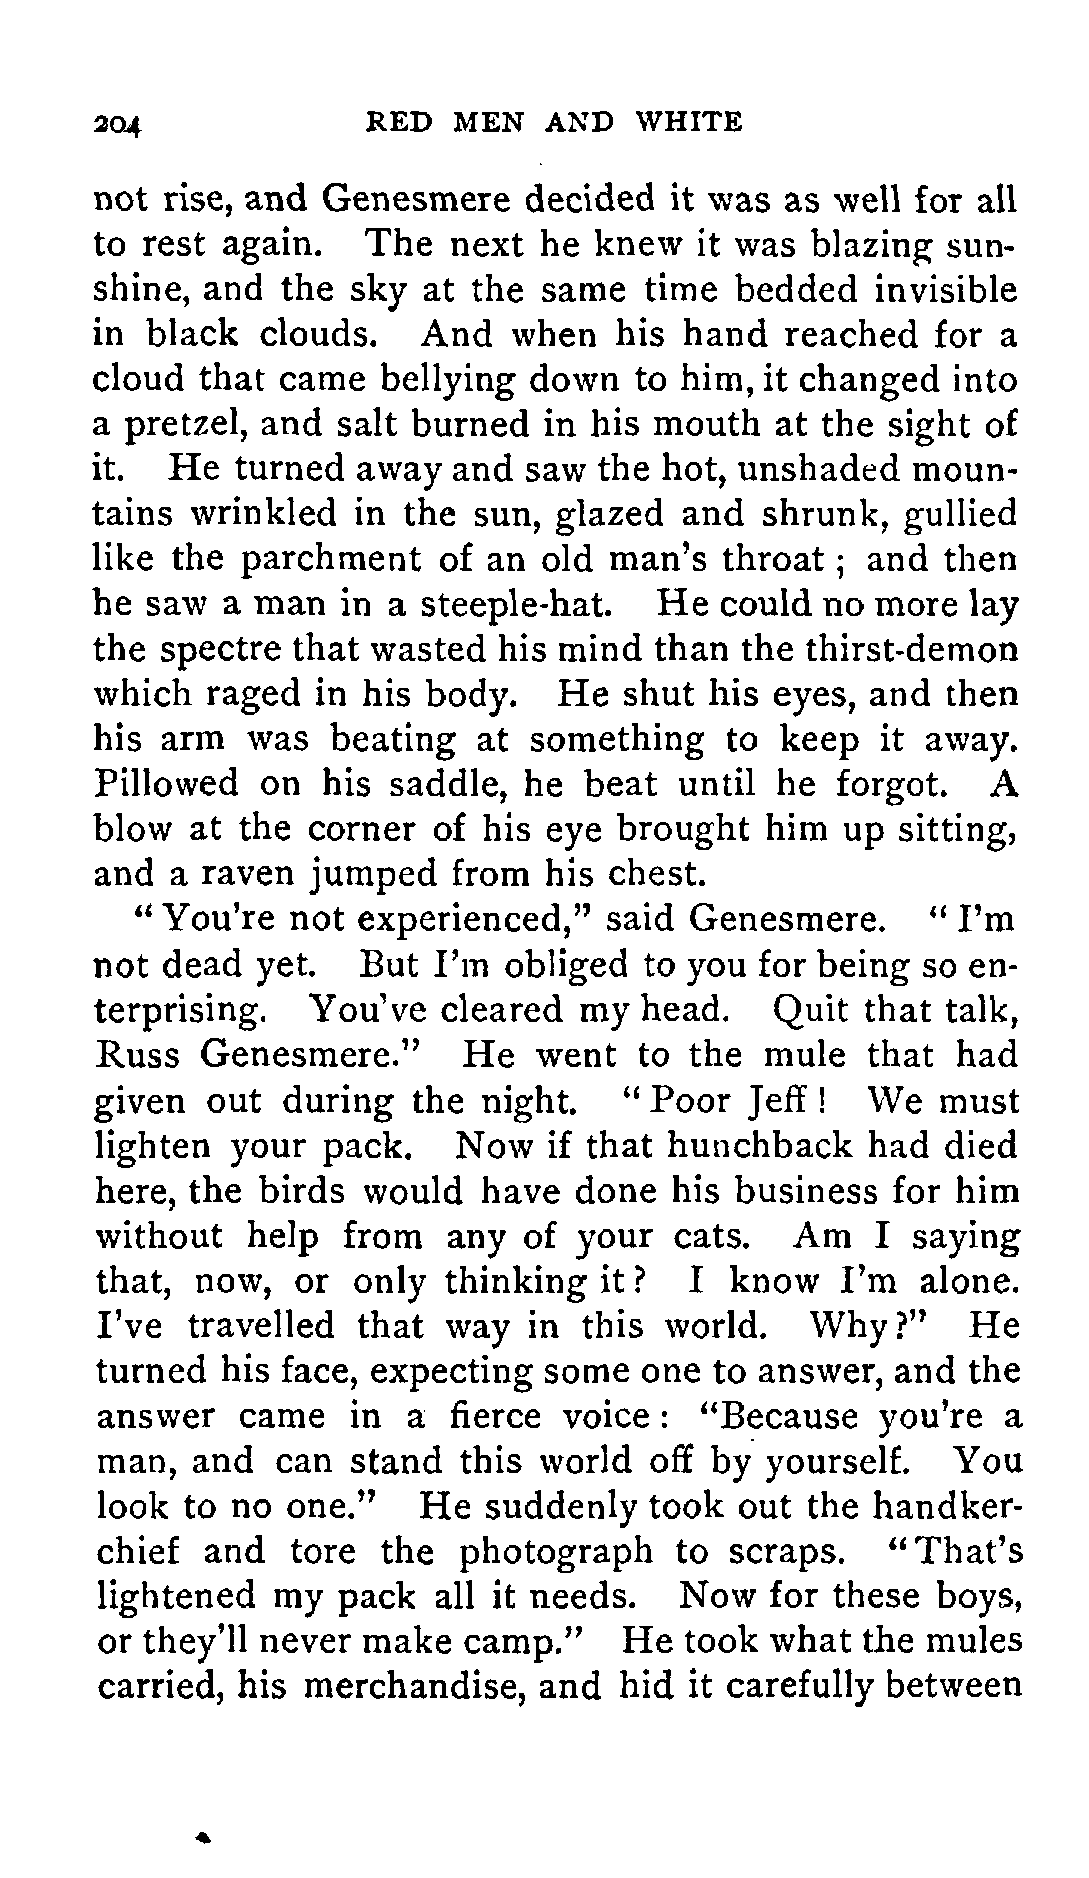 204 RED MEN AND WHITE
not rise, and Genesmere decided it was as well for all
to rest again. The next he knew it was blazing sun-
shine, and the sky at the same time bedded invisible
in black clouds. And when his hand reached for a
cloud that came bellying down to him, it changed into
a pretzel, and salt burned in his mouth at the sight of
it. He turned away and saw the hot, unshaded moun-
tains wrinkled in the sun, glazed and shrunk, gullied
like the parchment of an old man's throat ; and then
he saw a man in a steeple-hat. He could no more lay
the spectre that wasted his mind than the thirst-demon
which raged in his body. He shut his eyes, and then
his arm was beating at something to keep it away.
Pillowed on his saddle, he beat until he forgot. A
blow at the corner of his eye brought him up sitting,
and a raven jumped from his chest.
“ You're not experienced,” said Genesmere. “ I'm
not dead yet. But I'm obliged to you for being so en-
terprising. You've cleared my head. Quit that talk,
Russ Genesmere.” He went to the mule that had
given out during the night. “ Poor Jeff ! We must
lighten your pack. Now if that hunchback had died
here, the birds would have done his business for him
without help from any of your cats. Am I saying
that, now, or only thinking it ? I know I'm alone.
I've travelled that way in this world. Why ?” He
turned his face, expecting some one to answer, and the
answer came in a fierce voice : “Because you're a
man, and can stand this world off by yourself. You
look to no one.” He suddenly took out the handker-
chief and tore the photograph to scraps. “ That's
lightened my pack all it needs. Now for these boys,
or they'll never make camp.” He took what the mules
carried, his merchandise, and hid it carefully between